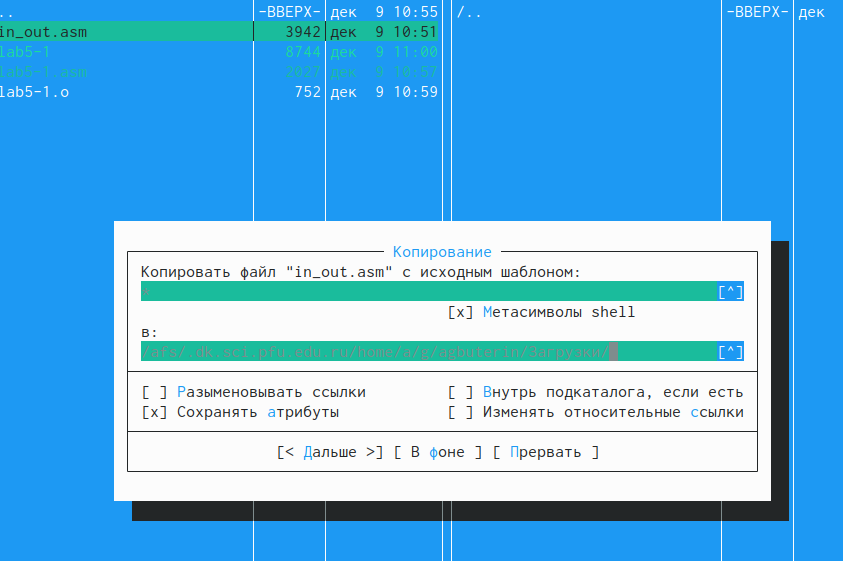 .. -ВВЕРХ- дек 9 10:55 /.. -ВВЕРХ- дек
in_out.asm 3942 дек 9 10:51
lab5-1 8744 дек 9 11:00
lab5-1.asm 2027 дек 9 10:57
lab5-1.o 752 дек 9 10:59
Копирование
Копировать файл "in_out.asm" с исходным шаблоном:
[^]
[x] Метасимволы shell
в:
/afs/.dk.sci.pfu.edu.ru/home/a/p/ [^]
[ ] Разыменовывать ссылки [ ] Внутрь подкаталога, если есть
[x] Сохранять атрибуты [ ] Изменять относительные ссылки
[< Дальше >] [ В фоне ] [ Прервать ]